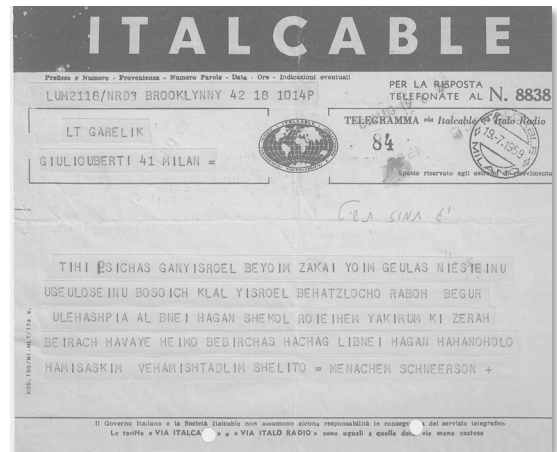 ITALCABLE
Prefisso e Numero - Provenienza - Numero Parole - Data - Ore - Indicazioni eventuali
LUM2118/NRD3 BROOKLYNNY 42 18 1014P
PER LA RISPOSTA
TELEFONATE AL N. 8838
LT GARELIK
GIULIOUBERTI 41 MILAN =
TELEGRAMMA via Italcable via Italo Radio
84
19.7.1959
MILANO
Spazio riservato agli estremi di ricevimento
TIHI PSICHAS GANYISROEL BEYOIM ZAKAI YOIM GEULAS NIESIEINU
UGEULOSEINU BOSOICH KLAL YISROEL BEHATZLOCHO RABOH BEGUR
ULEHASHPIA AL BNEI HAGAN SHEKOL ROIEIHEM YAKIRUM KI ZERAH
BEIRACH HAVAYE HEIMO BEBIRCHAS HACHAG LIBNEI HAGAN HAHANOHOLO
HAMISASKIM VEHAMISHTADLIM SHELITO = MENACHEM SCHNEERSON +
Il Governo Italiano e la Società Italcable non assumono alcuna responsabilità in conseguenza del servizio telegrafico
Le tariffe «VIA ITALCABLE» e «VIA ITALO RADIO» sono uguali a quelle delle vie meno costose